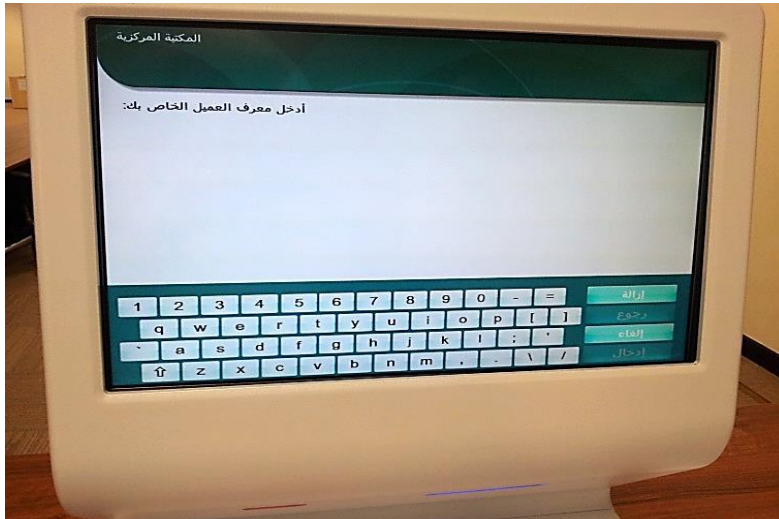 المكتبة المركزية
أدخل معرف العميل الخاص بك:
1 2 3 4 5 6 7 8 9 0 - =
إزالة
q w e r t y u i o p [ ]
رجوع
` a s d f g h j k l ; '
إلغاء
⇧ z x c v b n m , . \ /
إدخال